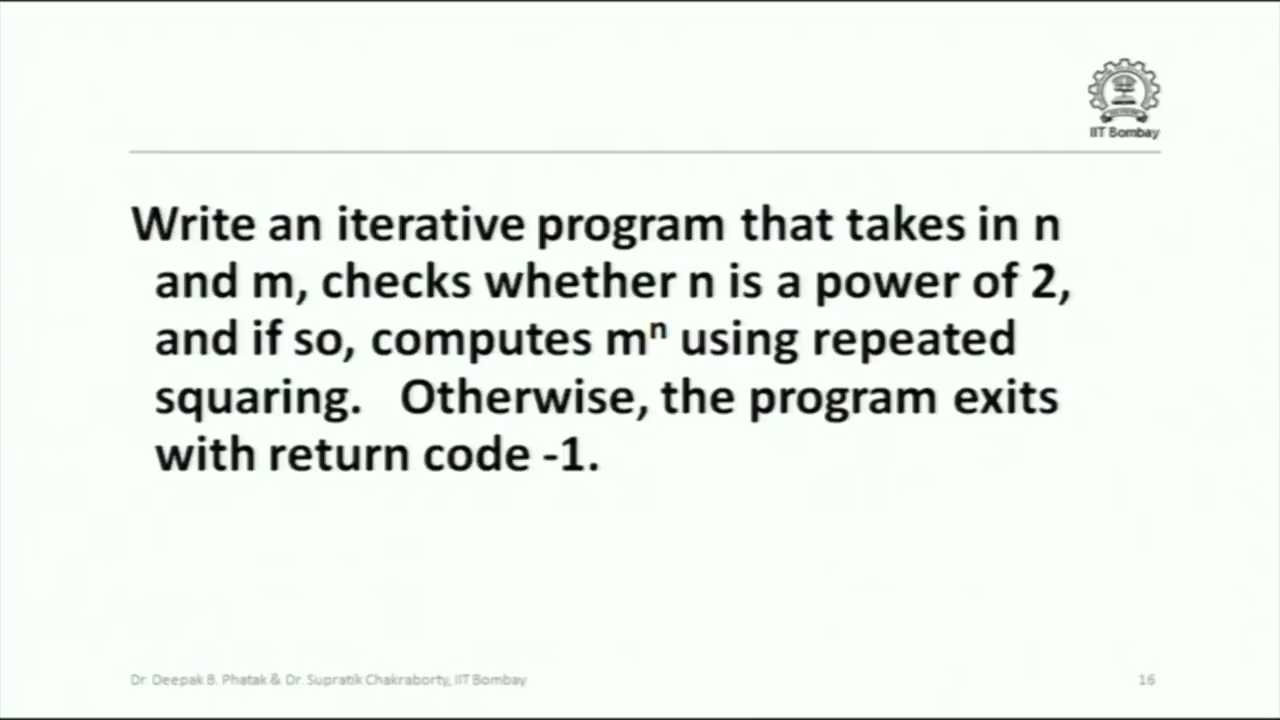 IIT Bombay
Write an iterative program that takes in n
and m, checks whether n is a power of 2,
and if so, computes mⁿ using repeated
squaring. Otherwise, the program exits
with return code -1.
Dr. Deepak B. Phatak & Dr. Supratik Chakraborty, IIT Bombay
16